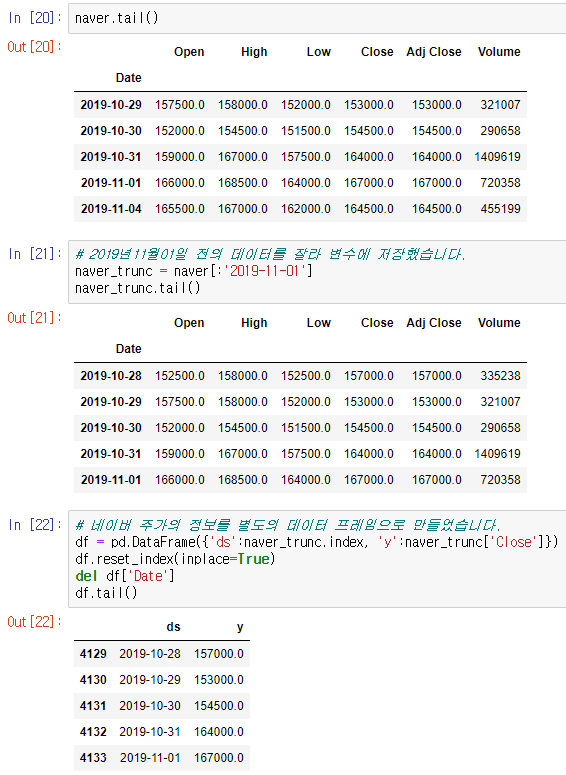 In [20]: naver.tail()
Out[20]:
Open High Low Close Adj Close Volume
Date
2019-10-29 157500.0 158000.0 152000.0 153000.0 153000.0 321007
2019-10-30 152000.0 154500.0 151500.0 154500.0 154500.0 290658
2019-10-31 159000.0 167000.0 157500.0 164000.0 164000.0 1409619
2019-11-01 166000.0 168500.0 164000.0 167000.0 167000.0 720358
2019-11-04 165500.0 167000.0 162000.0 164500.0 164500.0 455199
In [21]: # 2019년11월01일 전의 데이터를 잘라 변수에 저장했습니다.
naver_trunc = naver[:'2019-11-01']
naver_trunc.tail()
Out[21]:
Open High Low Close Adj Close Volume
Date
2019-10-28 152500.0 158000.0 152500.0 157000.0 157000.0 335238
2019-10-29 157500.0 158000.0 152000.0 153000.0 153000.0 321007
2019-10-30 152000.0 154500.0 151500.0 154500.0 154500.0 290658
2019-10-31 159000.0 167000.0 157500.0 164000.0 164000.0 1409619
2019-11-01 166000.0 168500.0 164000.0 167000.0 167000.0 720358
In [22]: # 네이버 주가의 정보를 별도의 데이터 프레임으로 만들었습니다.
df = pd.DataFrame({'ds':naver_trunc.index, 'y':naver_trunc['Close']})
df.reset_index(inplace=True)
del df['Date']
df.tail()
Out[22]:
ds y
4129 2019-10-28 157000.0
4130 2019-10-29 153000.0
4131 2019-10-30 154500.0
4132 2019-10-31 164000.0
4133 2019-11-01 167000.0